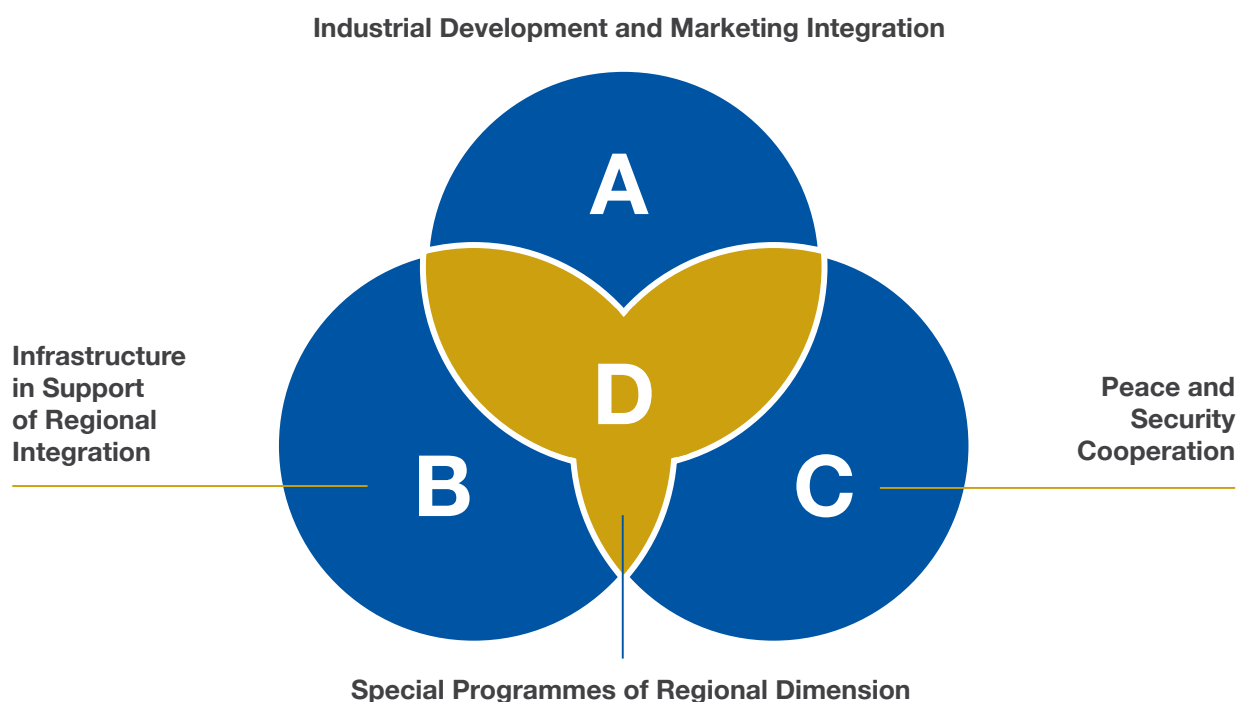 Industrial Development and Marketing Integration
A
Infrastructure
in Support
of Regional
Integration
D
Peace and
Security
Cooperation
B
C
Special Programmes of Regional Dimension